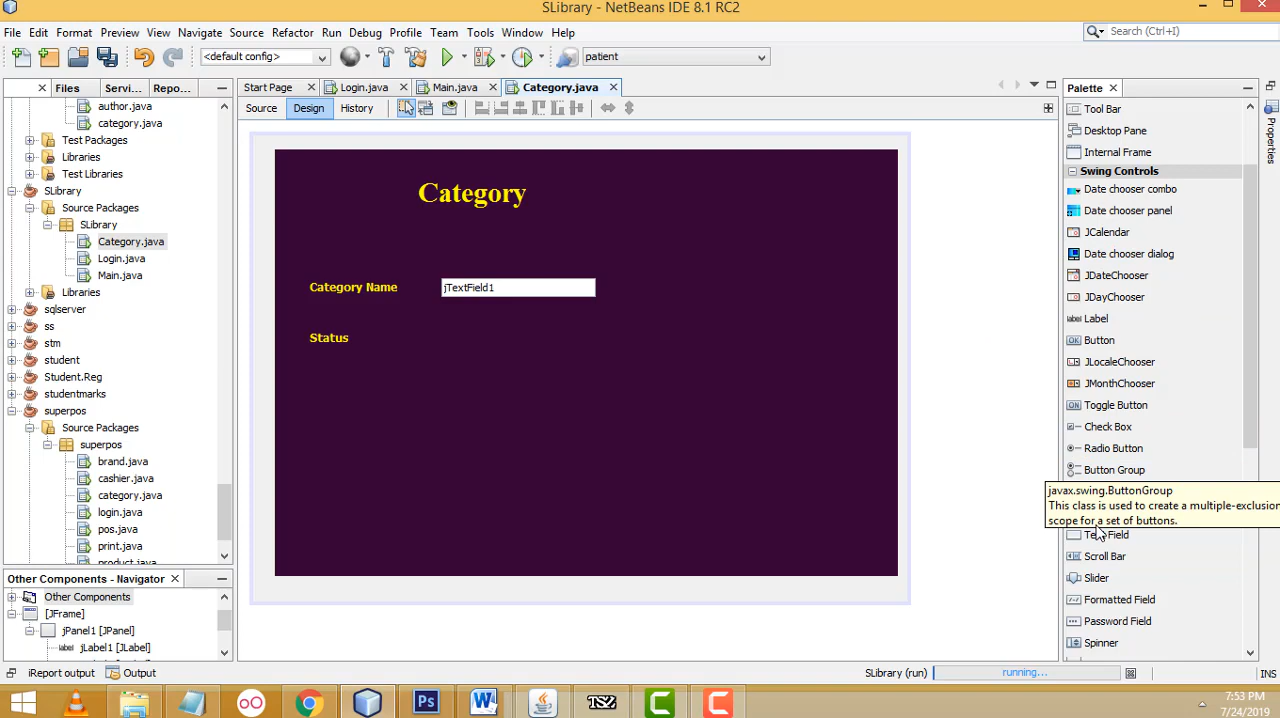 SLibrary - NetBeans IDE 8.1 RC2
File Edit Format Preview View Navigate Source Refactor Run Debug Profile Team Tools Window Help
Search (Ctrl+I)
<default config>
patient
Files Servi... Repo...
Start Page Login.java Main.java Category.java
Palette
Source Design History
author.java
category.java
Test Packages
Libraries
Test Libraries
SLibrary
Source Packages
SLibrary
Category.java
Login.java
Main.java
Libraries
sqlserver
ss
stm
student
Student.Reg
studentmarks
superpos
Source Packages
superpos
brand.java
cashier.java
category.java
login.java
pos.java
print.java
product.java
Category
Category Name
jTextField1
Status
Tool Bar
Desktop Pane
Internal Frame
Swing Controls
Date chooser combo
Date chooser panel
JCalendar
Date chooser dialog
JDateChooser
JDayChooser
Label
Button
JLocaleChooser
JMonthChooser
Toggle Button
Check Box
Radio Button
Button Group
javax.swing.ButtonGroup
This class is used to create a multiple-exclusion
scope for a set of buttons.
Scroll Bar
Slider
Formatted Field
Password Field
Spinner
Properties
Other Components - Navigator
Other Components
[JFrame]
jPanel1 [JPanel]
jLabel1 [JLabel]
iReport output Output
SLibrary (run) running... INS
7:53 PM
7/24/2019